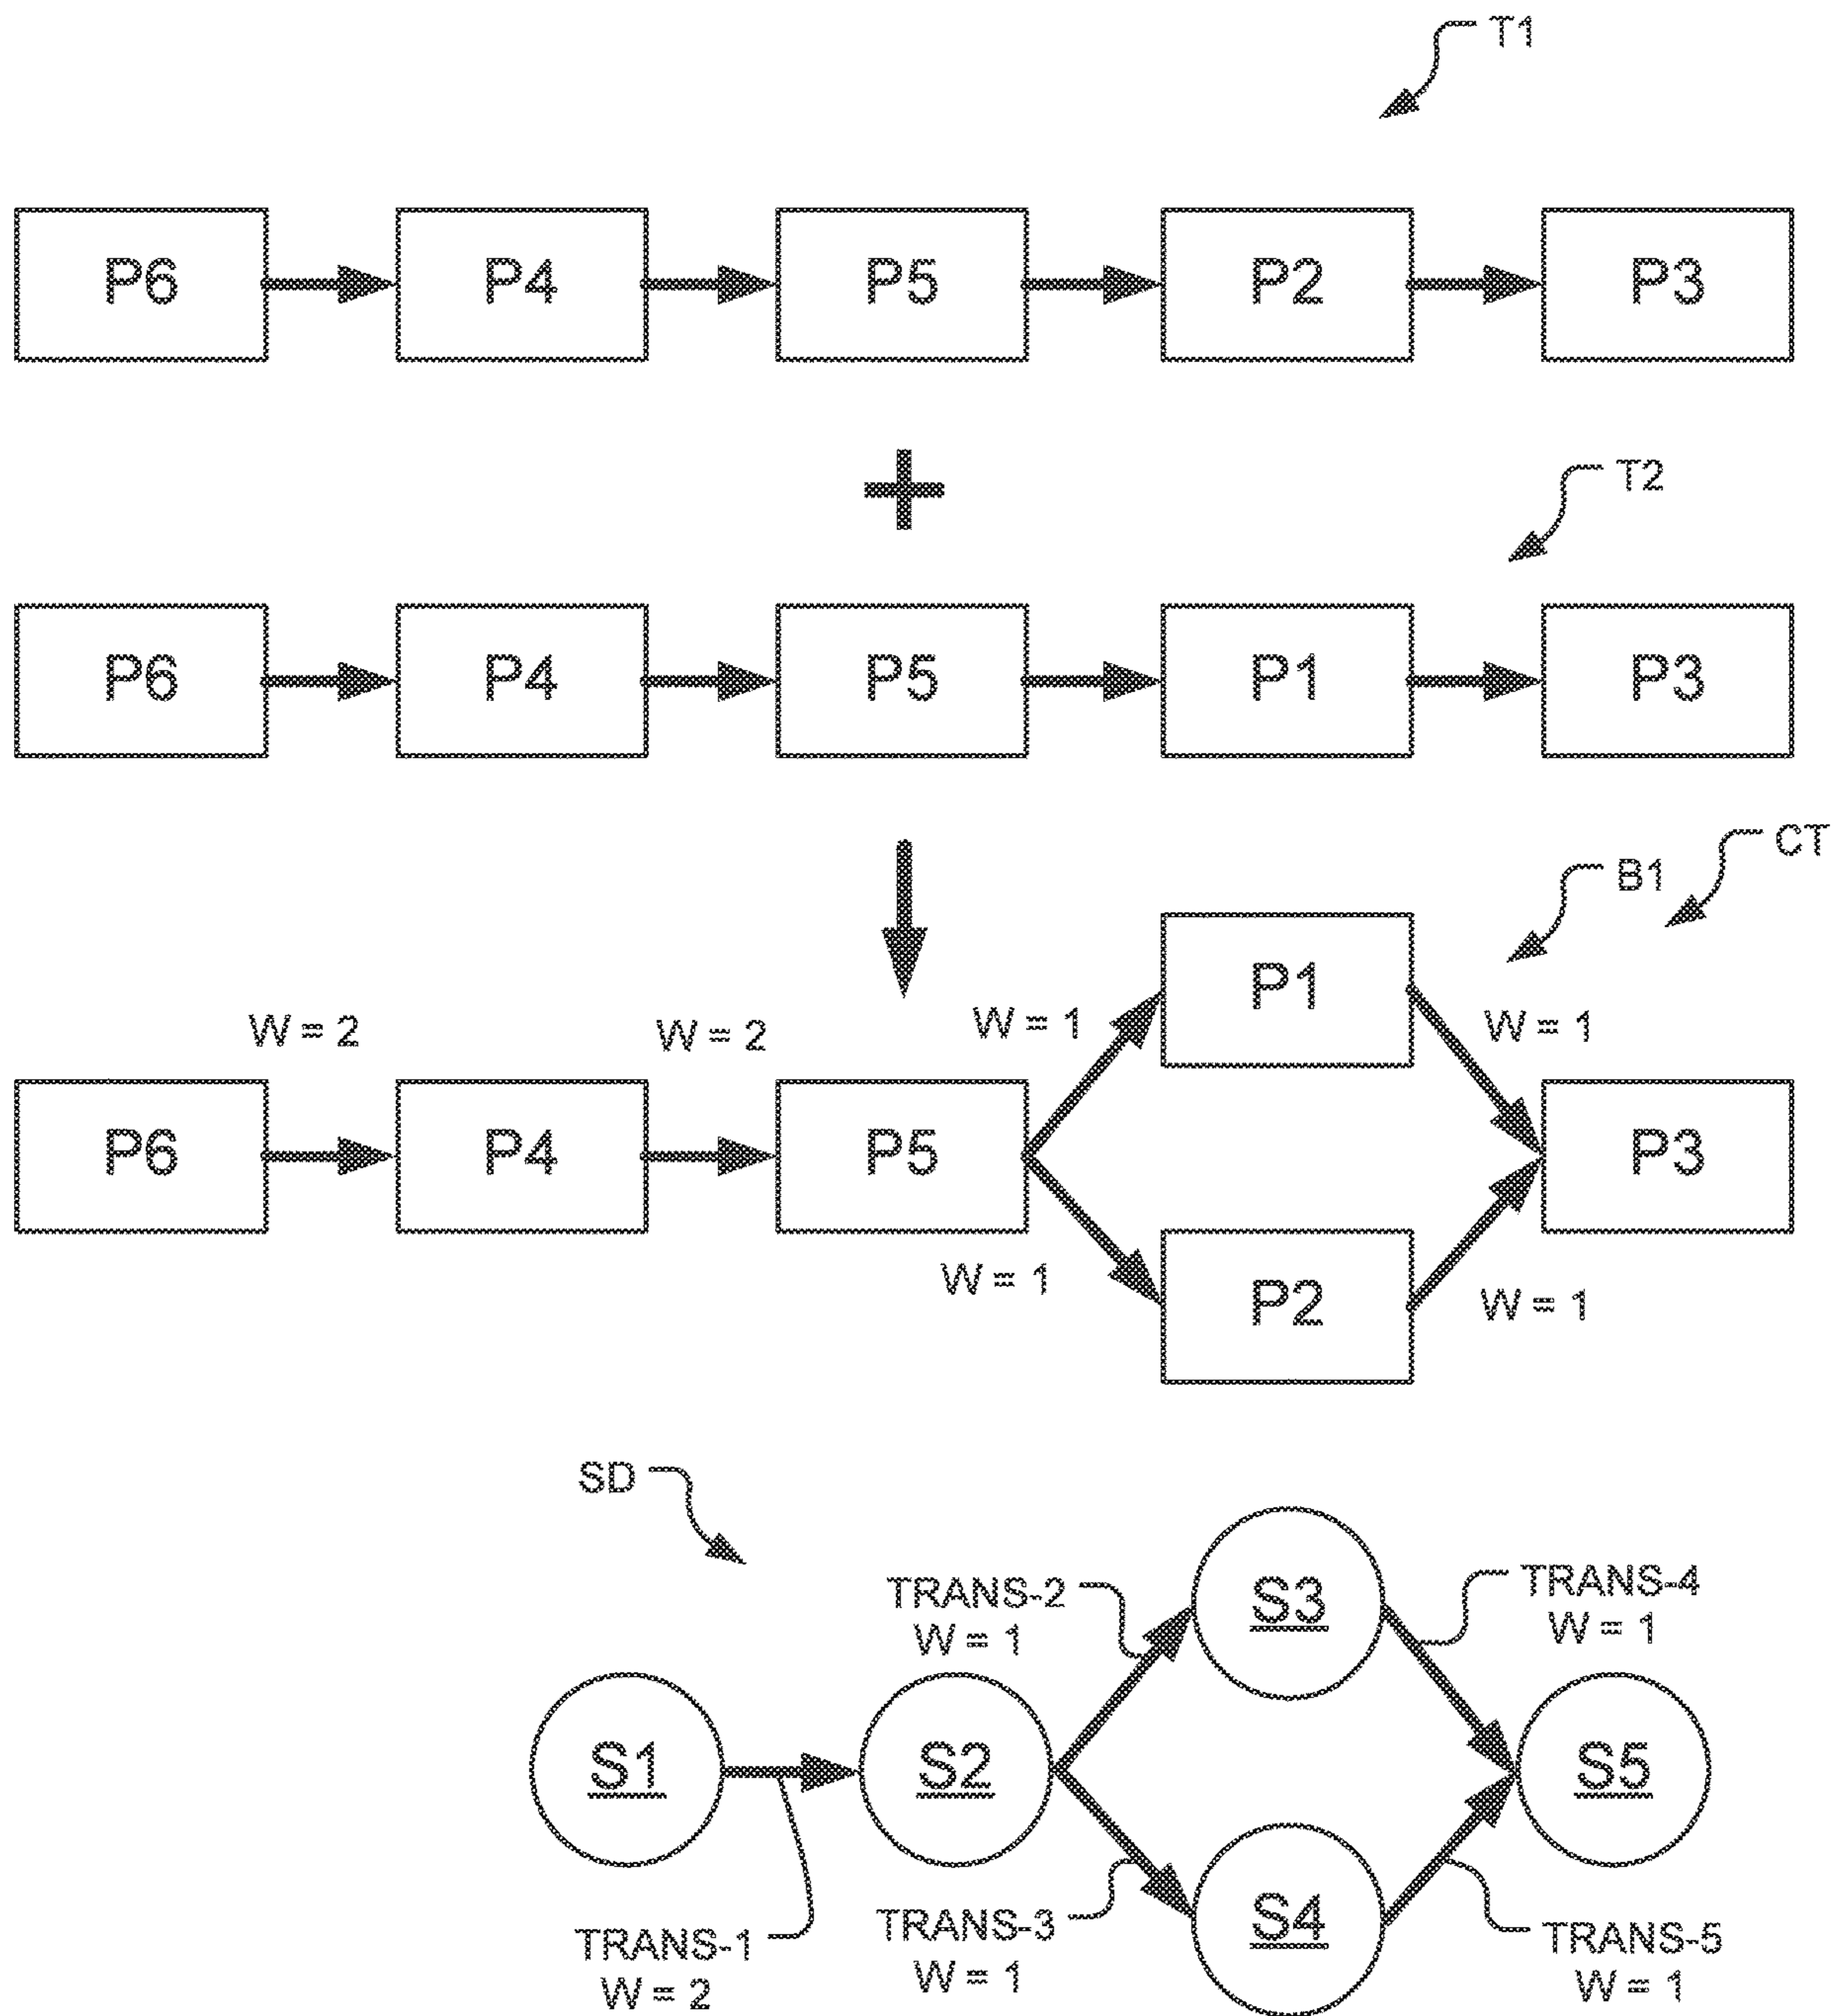 T1
P6 P4 P5 P2 P3
+
T2
P6 P4 P5 P1 P3
CT
B1
P1
W = 2 W = 2 W = 1 W = 1
P6 P4 P5 P3
W = 1 W = 1
P2
SD
TRANS-2
W = 1
S3
TRANS-4
W = 1
S1 S2 S5
TRANS-1
W = 2
TRANS-3
W = 1
S4
TRANS-5
W = 1